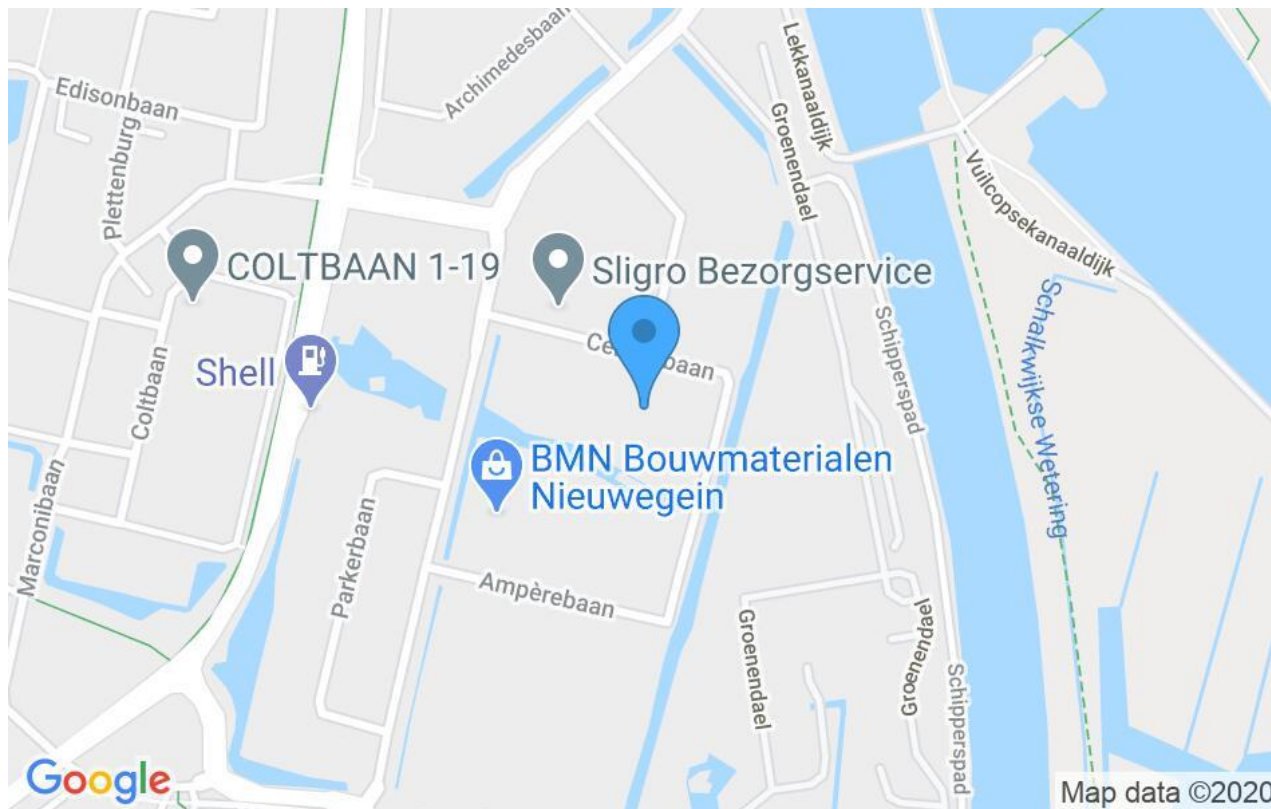 Edisonbaan
Plettenburg
Archimedesbaan
Lekkanaaldijk
Groenendael
Vuilcopsekanaaldijk
COLTBAAN 1-19
Sligro Bezorgservice
Schalkwijkse Wetering
Schipperspad
Shell
Coltbaan
BMN Bouwmaterialen
Nieuwegein
Marconibaan
Parkerbaan
Ampèrebaan
Groenendael
Groenendael
Schipperspad
Google
Map data ©2020